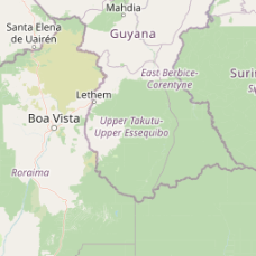 Mahdia
Santa Elena
de Uairén
Guyana
East Berbice-
Corentyne
Suri
Lethem
Boa Vista
Upper Takutu-
Upper Essequibo
Roraima